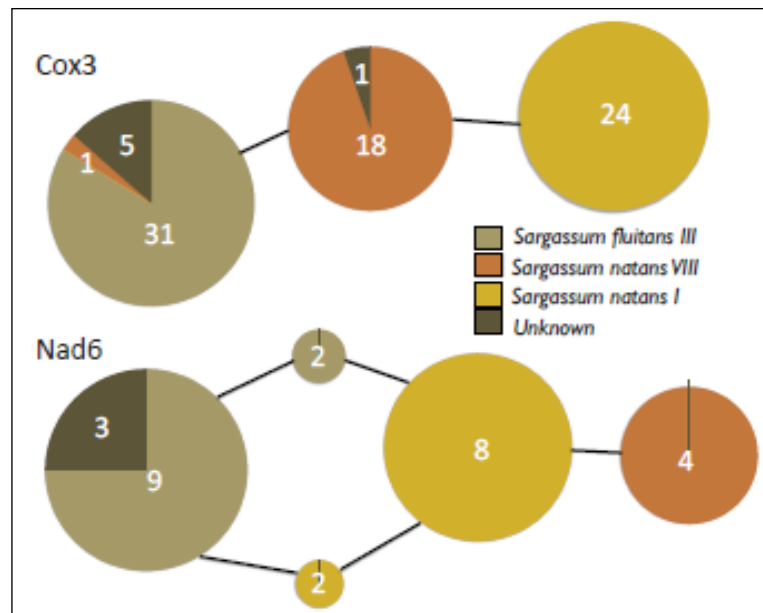 Cox3
5
1
31
1
18
24
Sargassum fluitans III
Sargassum natans VIII
Sargassum natans I
Unknown
Nad6
3
9
2
8
4
2